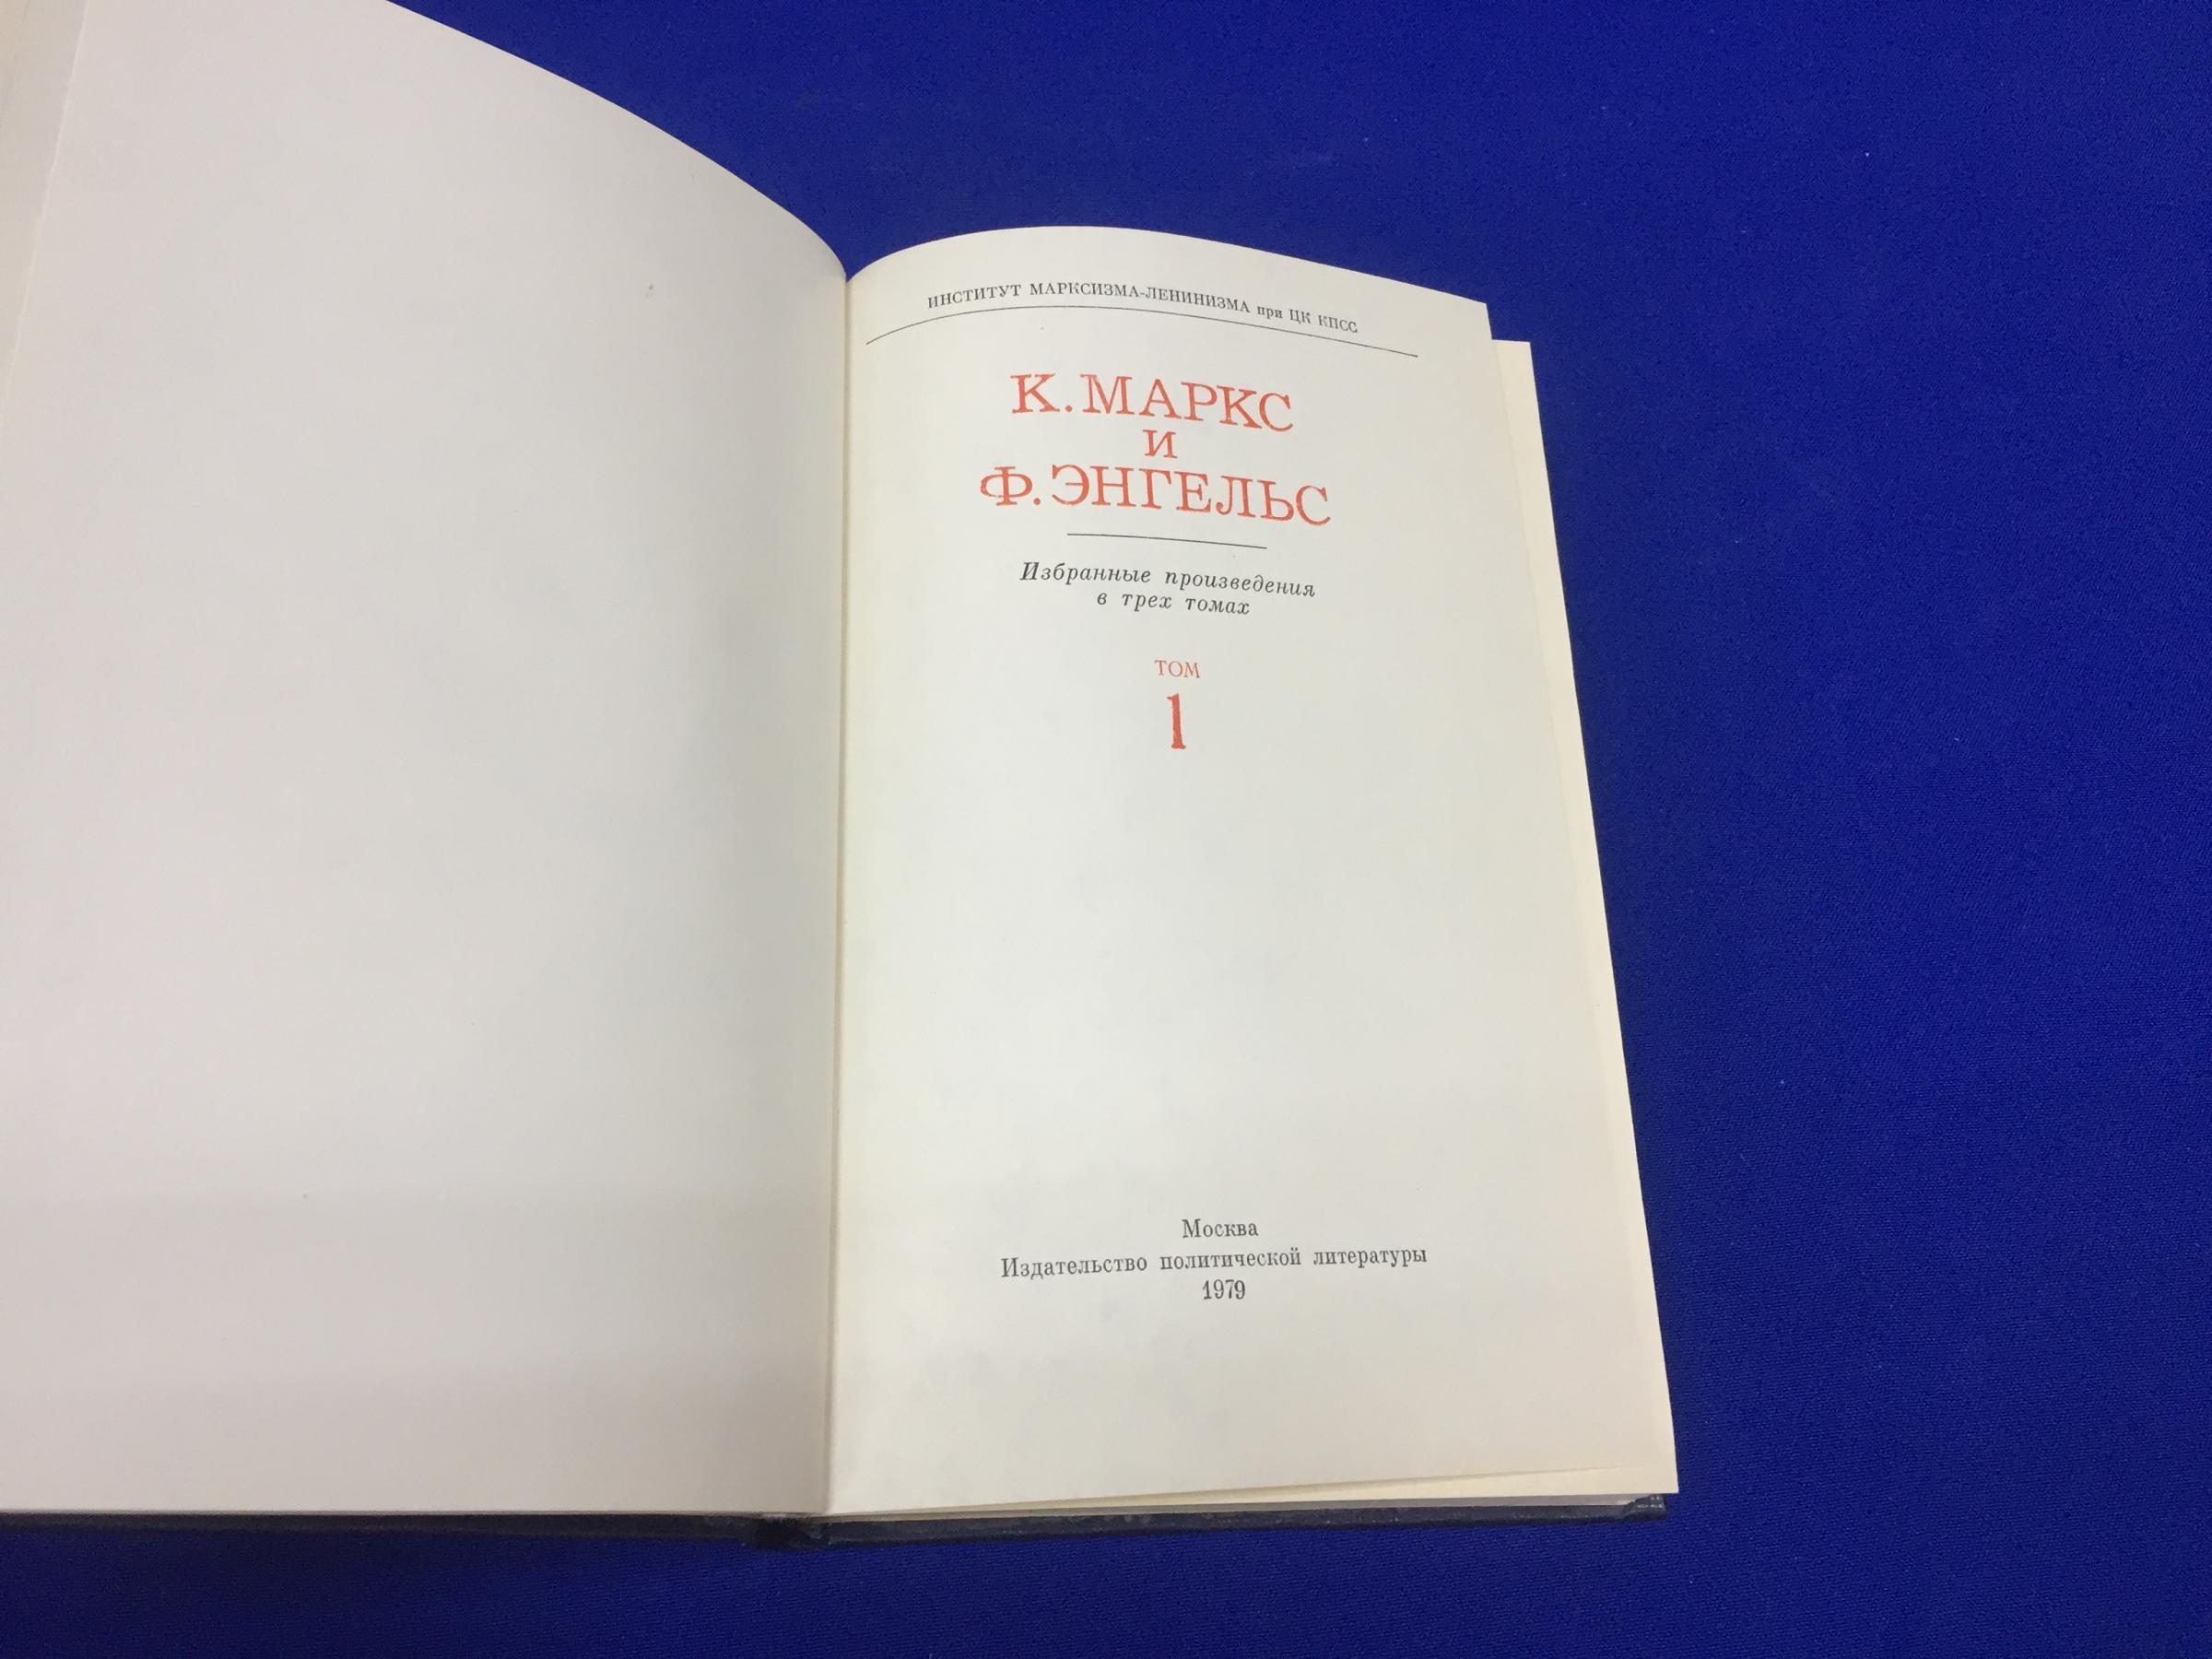 ИНСТИТУТ МАРКСИЗМА-ЛЕНИНИЗМА при ЦК КПСС
К. МАРКС
И
Ф. ЭНГЕЛЬС
Избранные произведения
в трех томах
ТОМ
1
Москва
Издательство политической литературы
1979